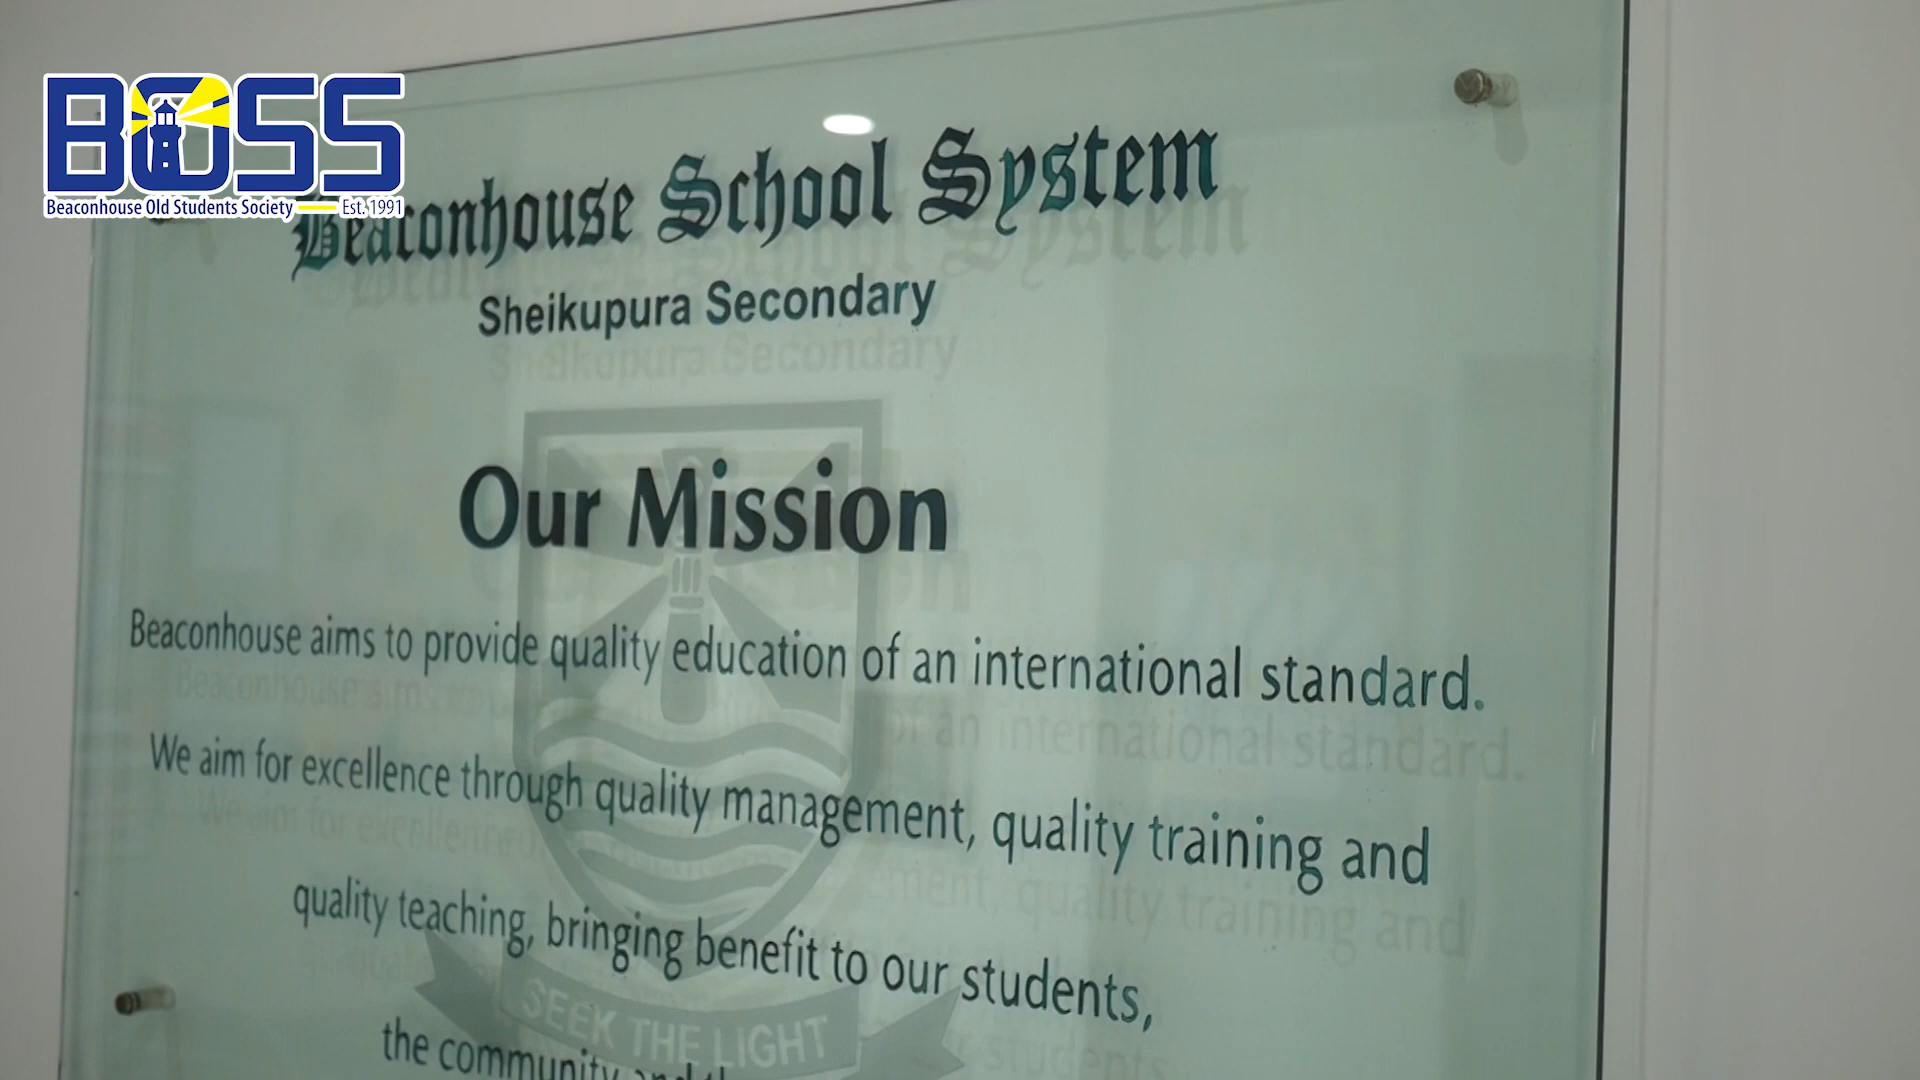 BOSS
Beaconhouse Old Students Society Est. 1991
Beaconhouse School System
Sheikupura Secondary
Our Mission
Beaconhouse aims to provide quality education of an international standard.
We aim for excellence through quality management, quality training and
quality teaching, bringing benefit to our students,
SEEK THE LIGHT
the community and